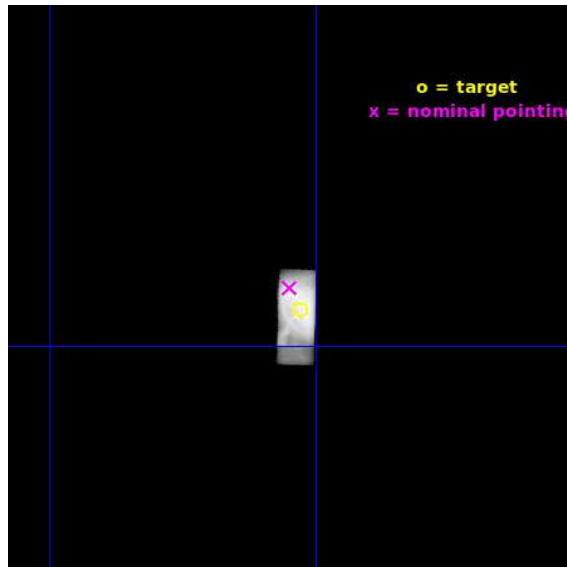 o = target
x = nominal pointing